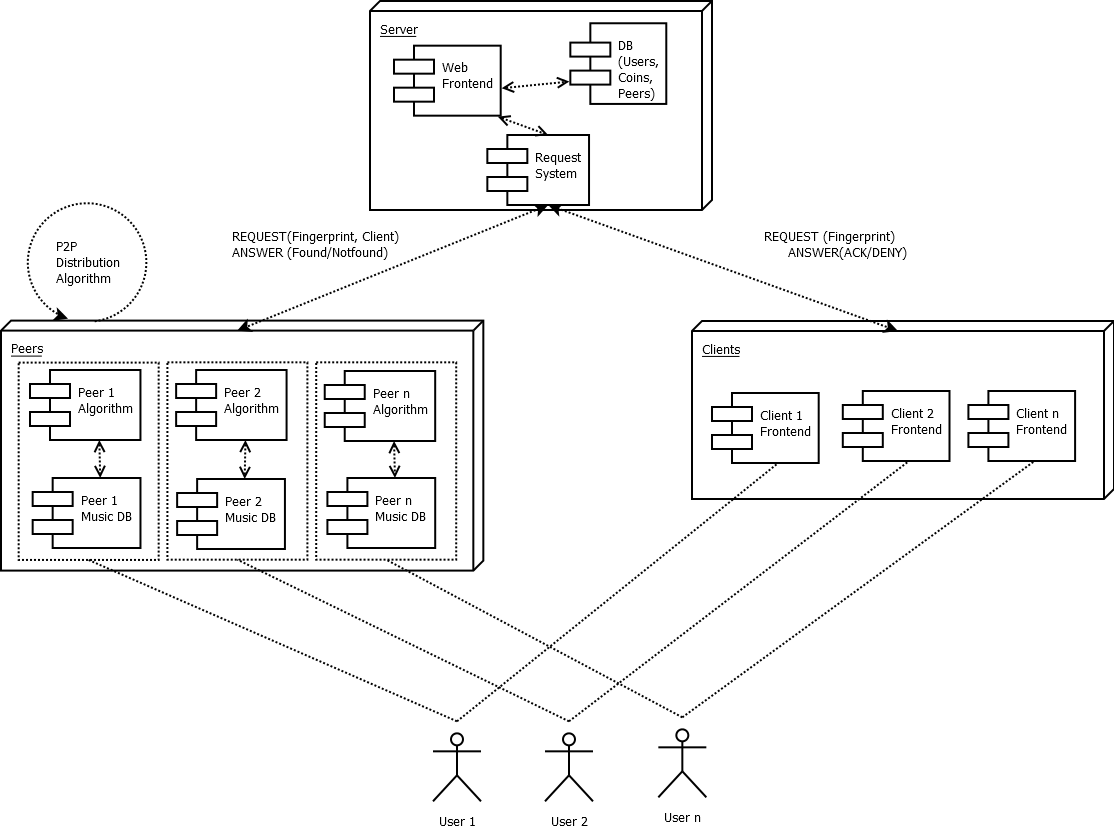 Server
Web
Frontend
DB
(Users,
Coins,
Peers)
Request
System
P2P
Distribution
Algorithm
REQUEST(Fingerprint, Client)
ANSWER (Found/Notfound)
REQUEST (Fingerprint)
ANSWER(ACK/DENY)
Peers
Peer 1
Algorithm
Peer 2
Algorithm
Peer n
Algorithm
Peer 1
Music DB
Peer 2
Music DB
Peer n
Music DB
Clients
Client 1
Frontend
Client 2
Frontend
Client n
Frontend
User 1
User 2
User n